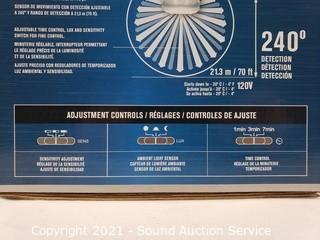 SENSOR DE MOVIMIENTO CON DETECCIÓN AJUSTABLE
A 240° Y RANGO DE DETECCIÓN A 21,3 m (70 ft.)
ADJUSTABLE TIME CONTROL, LUX AND SENSITIVITY
SWITCH FOR FINE CONTROL.
MINUTERIE RÉGLABLE, INTERRUPTEUR PERMETTANT
LE RÉGLAGE PRÉCIS DE LA LUMINOSITÉ
ET DE LA SENSIBILITÉ.
AJUSTE PRECISO CON REGULADORES DE TEMPORIZADOR
LUZ AMBIENTAL Y SENSIBILIDAD.
21.3 m / 70 ft
240°
DETECTION
DÉTECTION
DETECCIÓN
Starts down to - 20° C / - 4° F
120V
ADJUSTMENT CONTROLS / RÉGLAGES / CONTROLES DE AJUSTE
SENS
LUX
1min 3min 7min
SENSITIVITY ADJUSTMENT
RÉGLAGE DE LA SENSIBILITÉ
AJUSTE DE SENSIBILIDAD
AMBIENT LIGHT SENSOR
CAPTEUR DE LUMIÈRE AMBIANTE
SENSOR DE LUZ AMBIENTAL
TIME CONTROL
RÉGLAGE DE LA MINUTERIE
TEMPORIZADOR
Copyright 2021 - Sound Auction Service